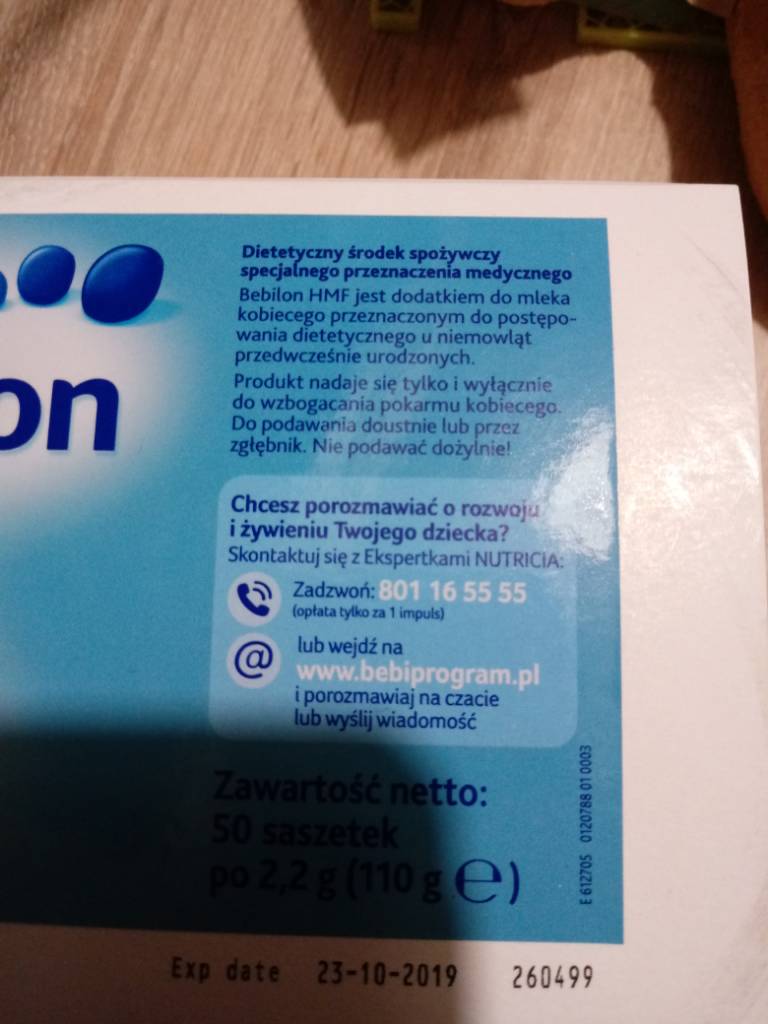 on
Dietetyczny środek spożywczy
specjalnego przeznaczenia medycznego
Bebilon HMF jest dodatkiem do mleka
kobiecego przeznaczonym do postępo-
wania dietetycznego u niemowląt
przedwcześnie urodzonych.
Produkt nadaje się tylko i wyłącznie
do wzbogacania pokarmu kobiecego.
Do podawania doustnie lub przez
zgłębnik. Nie podawać dożylnie!
Chcesz porozmawiać o rozwoju
i żywieniu Twojego dziecka?
Skontaktuj się z Ekspertkami NUTRICIA:
Zadzwoń: 801 16 55 55
(opłata tylko za 1 impuls)
@ lub wejdź na
www.bebiprogram.pl
i porozmawiaj na czacie
lub wyślij wiadomość
Zawartość netto:
50 saszetek
po 2,2 g (110 g ℮)
E 612705 0120788 01 0003
Exp date 23-10-2019 260499